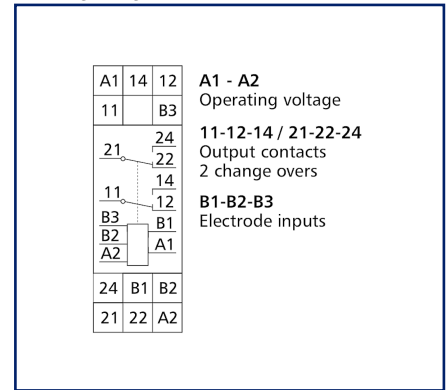 A1 14 12
11 B3
24
21 22
14
11 12
B3 B1
B2
A1
A2
24 B1 B2
21 22 A2
A1 - A2
Operating voltage
11-12-14 / 21-22-24
Output contacts
2 change overs
B1-B2-B3
Electrode inputs